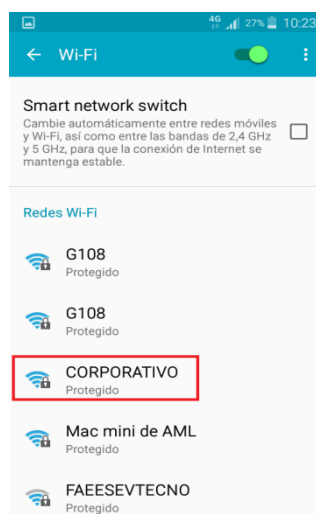 4G 27% 10:23
Wi-Fi
Smart network switch
Cambie automáticamente entre redes móviles
y Wi-Fi, así como entre las bandas de 2,4 GHz
y 5 GHz, para que la conexión de Internet se
mantenga estable.
Redes Wi-Fi
G108
Protegido
G108
Protegido
CORPORATIVO
Protegido
Mac mini de AML
Protegido
FAEESEVTECNO
Protegido